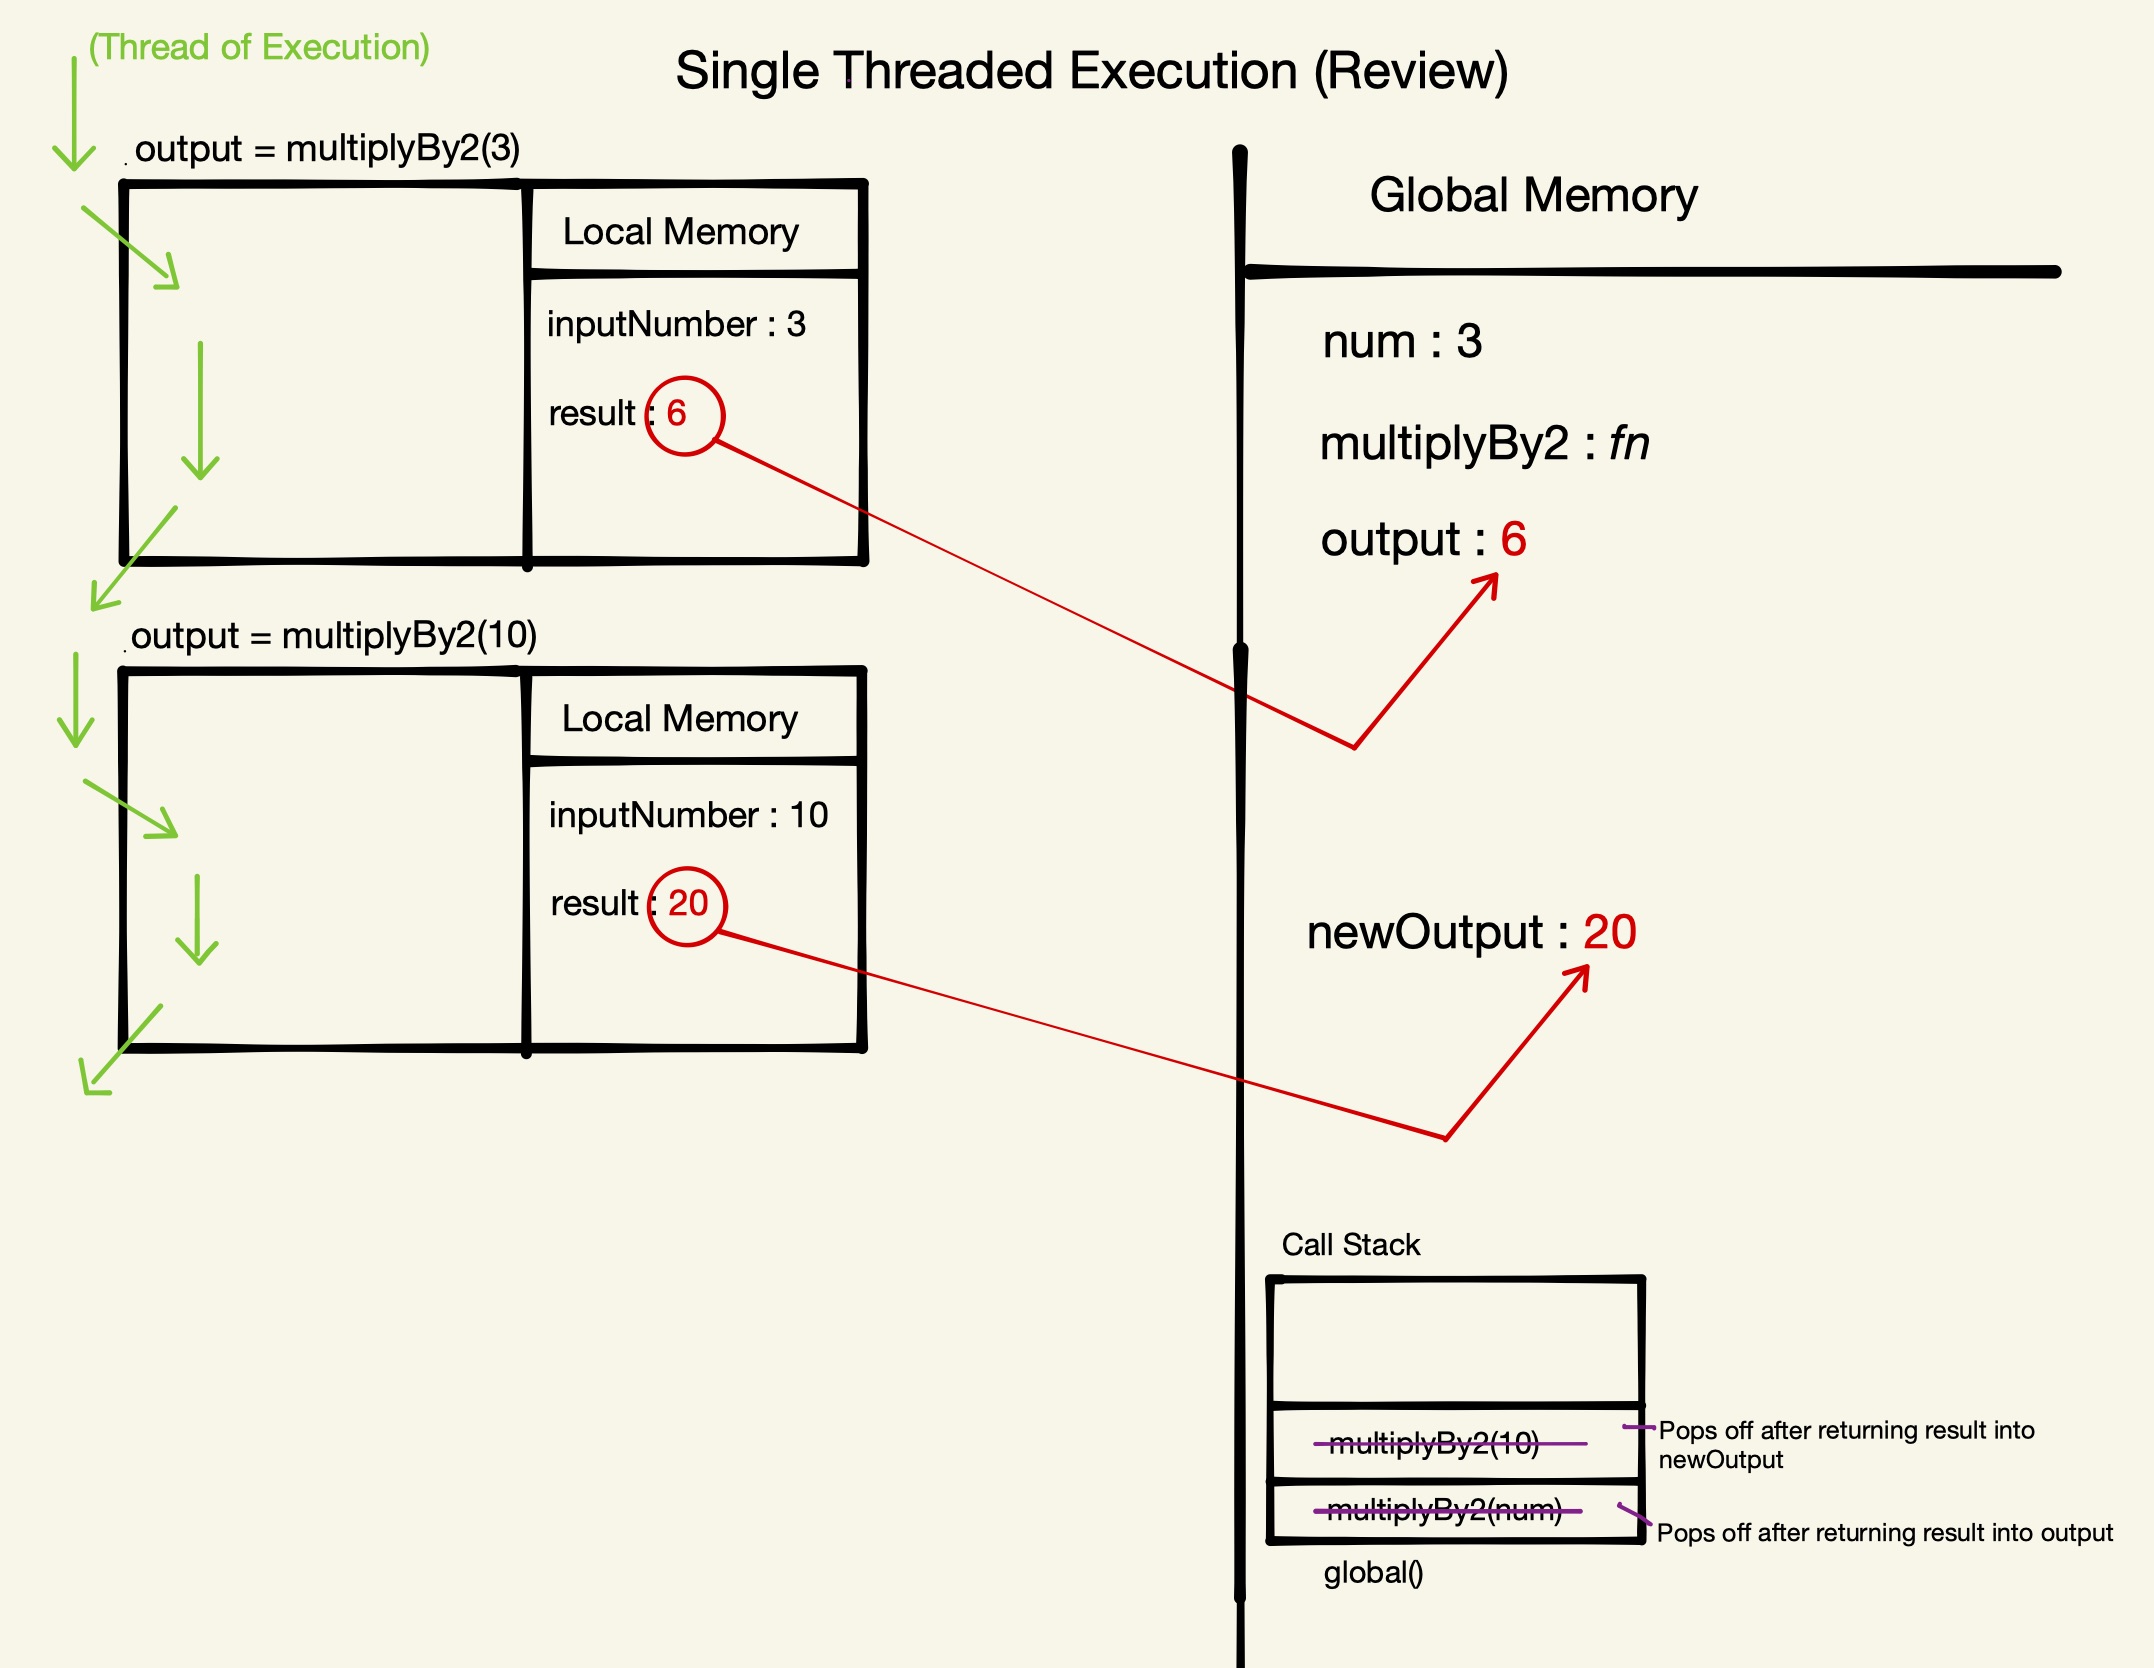 (Thread of Execution)
Single Threaded Execution (Review)
output = multiplyBy2(3)
Local Memory
inputNumber : 3
result : 6
output = multiplyBy2(10)
Local Memory
inputNumber : 10
result : 20
Global Memory
num : 3
multiplyBy2 : fn
output : 6
newOutput : 20
Call Stack
multiplyBy2(10)
Pops off after returning result into
newOutput
multiplyBy2(num)
Pops off after returning result into output
global()